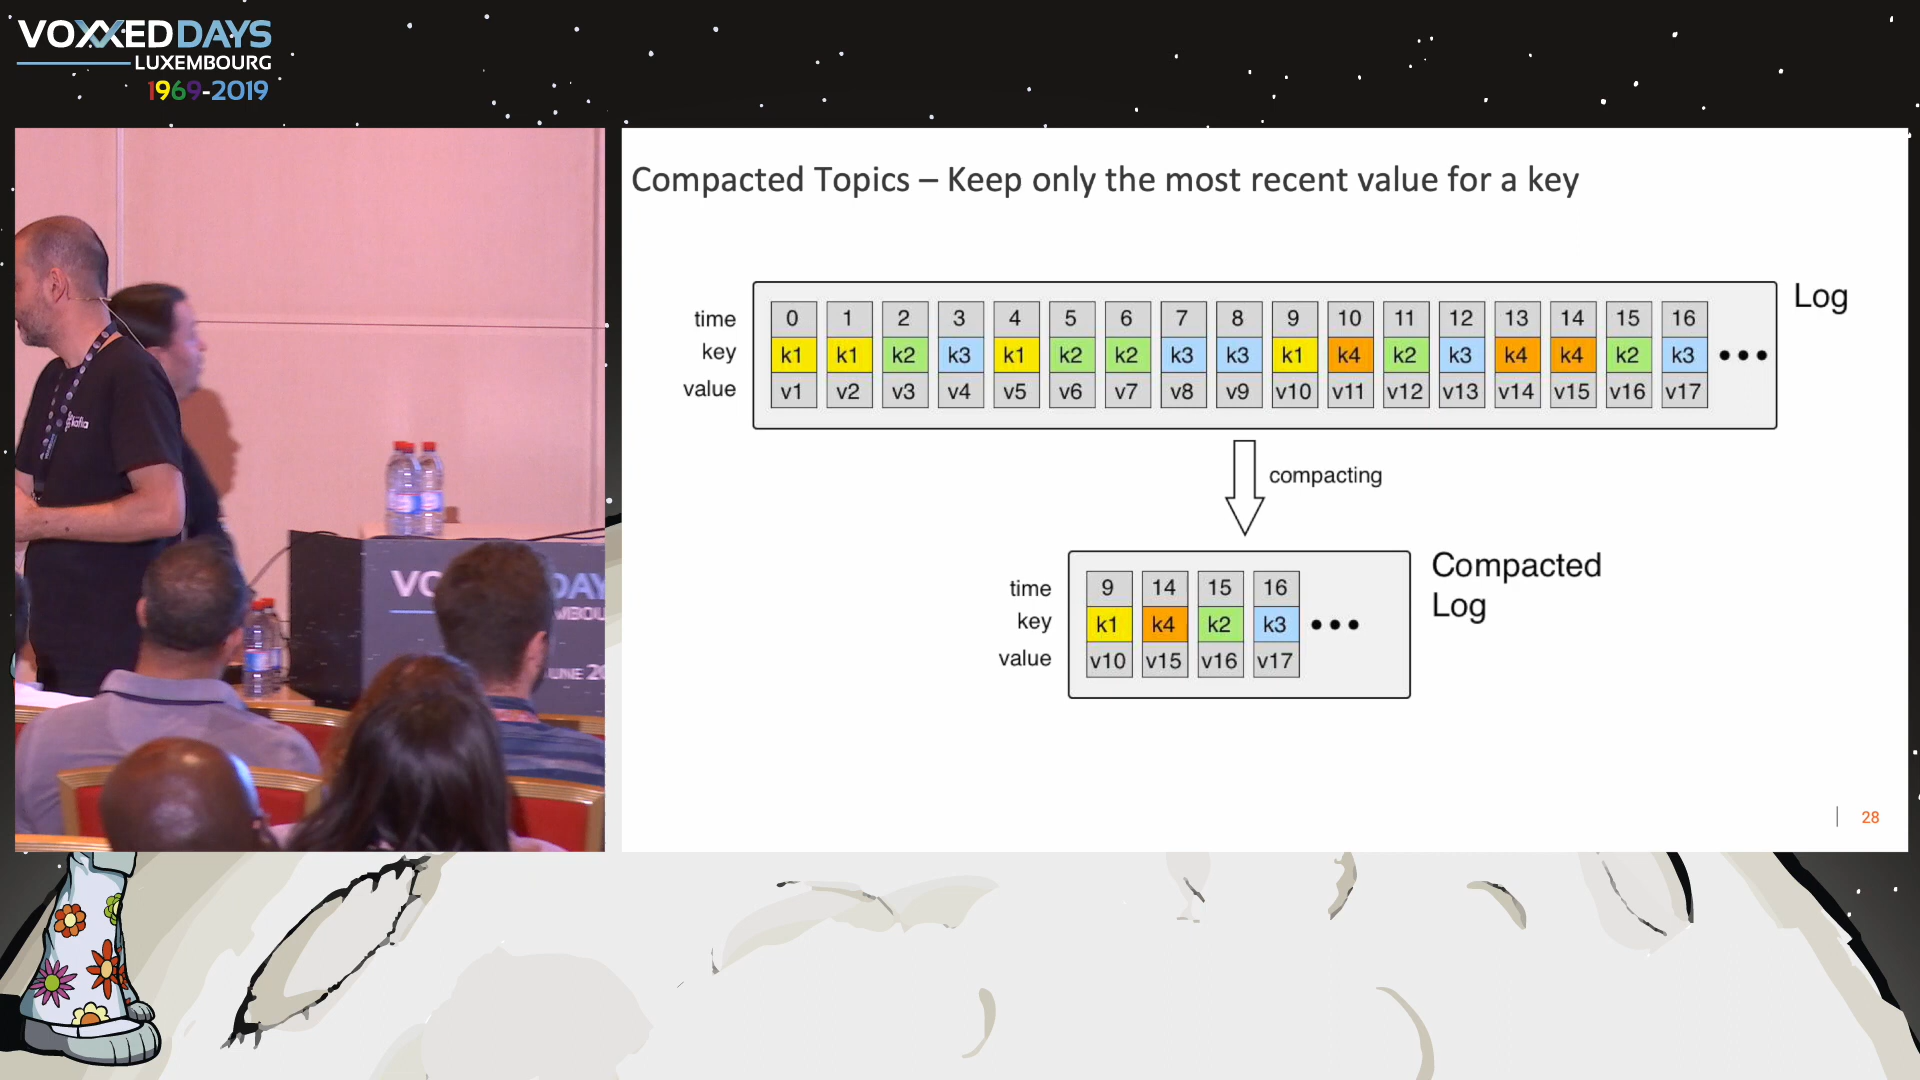 VOXXED DAYS
LUXEMBOURG
1969-2019
Compacted Topics – Keep only the most recent value for a key
Log
time 0 1 2 3 4 5 6 7 8 9 10 11 12 13 14 15 16
key k1 k1 k2 k3 k1 k2 k2 k3 k3 k1 k4 k2 k3 k4 k4 k2 k3 •••
value v1 v2 v3 v4 v5 v6 v7 v8 v9 v10 v11 v12 v13 v14 v15 v16 v17
compacting
Compacted
Log
time 9 14 15 16
key k1 k4 k2 k3 •••
value v10 v15 v16 v17
28
VO DAY